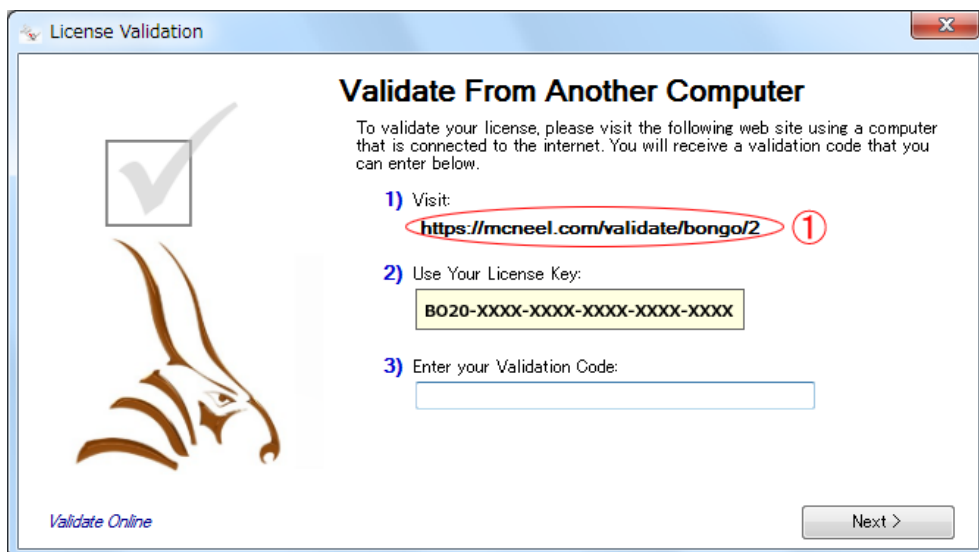 License Validation
Validate From Another Computer
To validate your license, please visit the following web site using a computer
that is connected to the internet. You will receive a validation code that you
can enter below.
1) Visit:
https://mcneel.com/validate/bongo/2 ①
2) Use Your License Key:
BO20-XXXX-XXXX-XXXX-XXXX-XXXX
3) Enter your Validation Code:
Validate Online
Next >